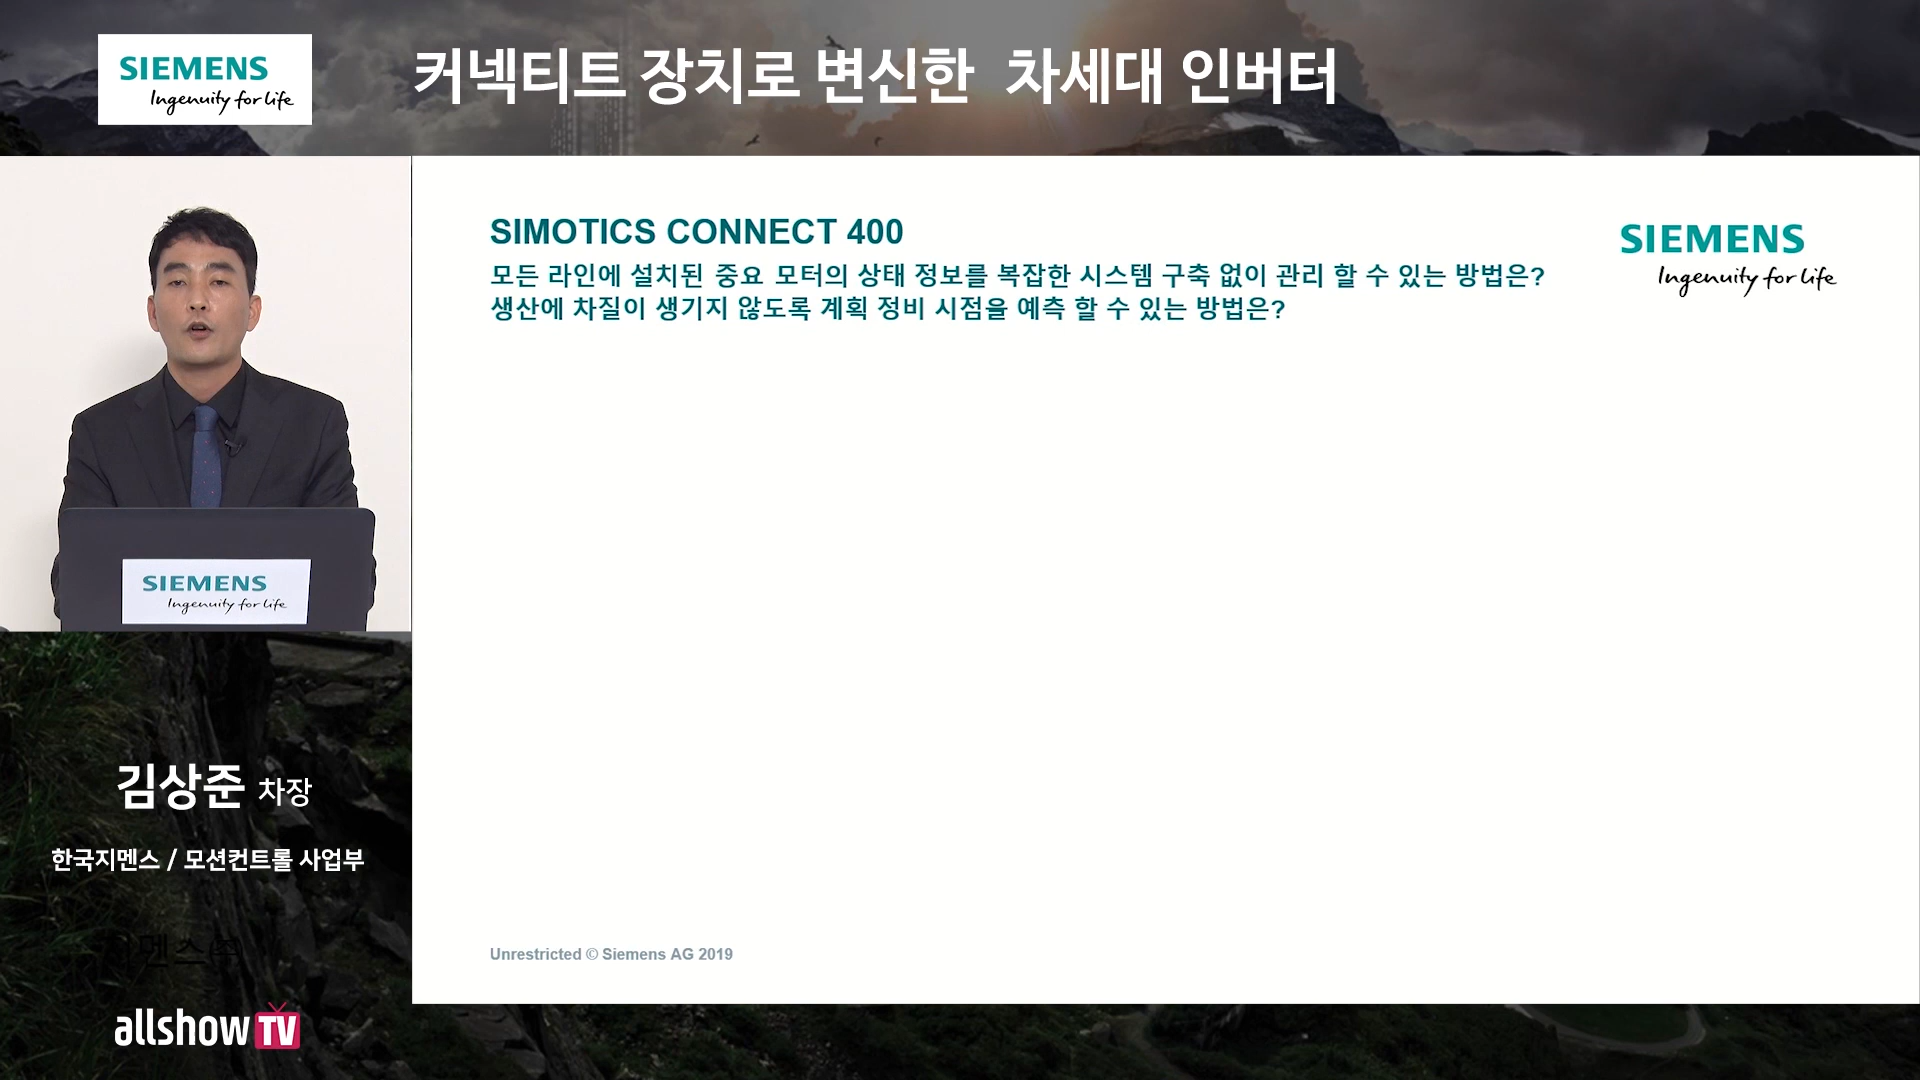 SIEMENS
Ingenuity for life
커넥티트 장치로 변신한 차세대 인버터
SIMOTICS CONNECT 400
모든 라인에 설치된 중요 모터의 상태 정보를 복잡한 시스템 구축 없이 관리 할 수 있는 방법은?
생산에 차질이 생기지 않도록 계획 정비 시점을 예측 할 수 있는 방법은?
SIEMENS
Ingenuity for life
SIEMENS
Ingenuity for life
김상준 차장
한국지멘스 / 모션컨트롤 사업부
allshow TV
Unrestricted © Siemens AG 2019